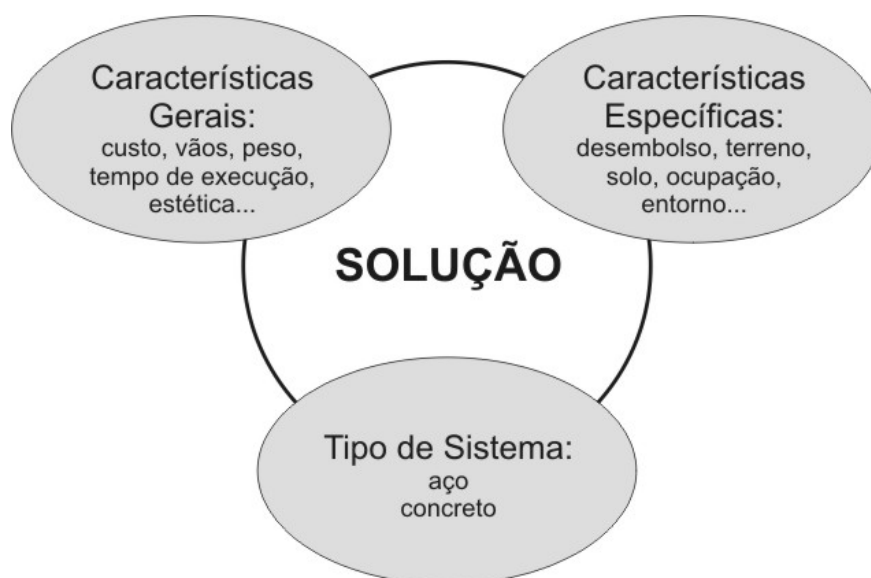 Características
Gerais:
custo, vãos, peso,
tempo de execução,
estética...
Características
Específicas:
desembolso, terreno,
solo, ocupação,
entorno...
SOLUÇÃO
Tipo de Sistema:
aço
concreto